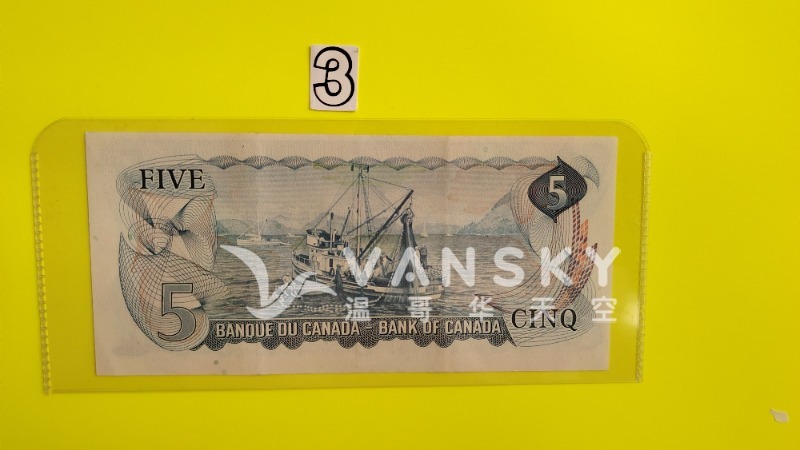 3
FIVE
5
VANSKY
温哥华天空
5
BANQUE DU CANADA - BANK OF CANADA
CINQ